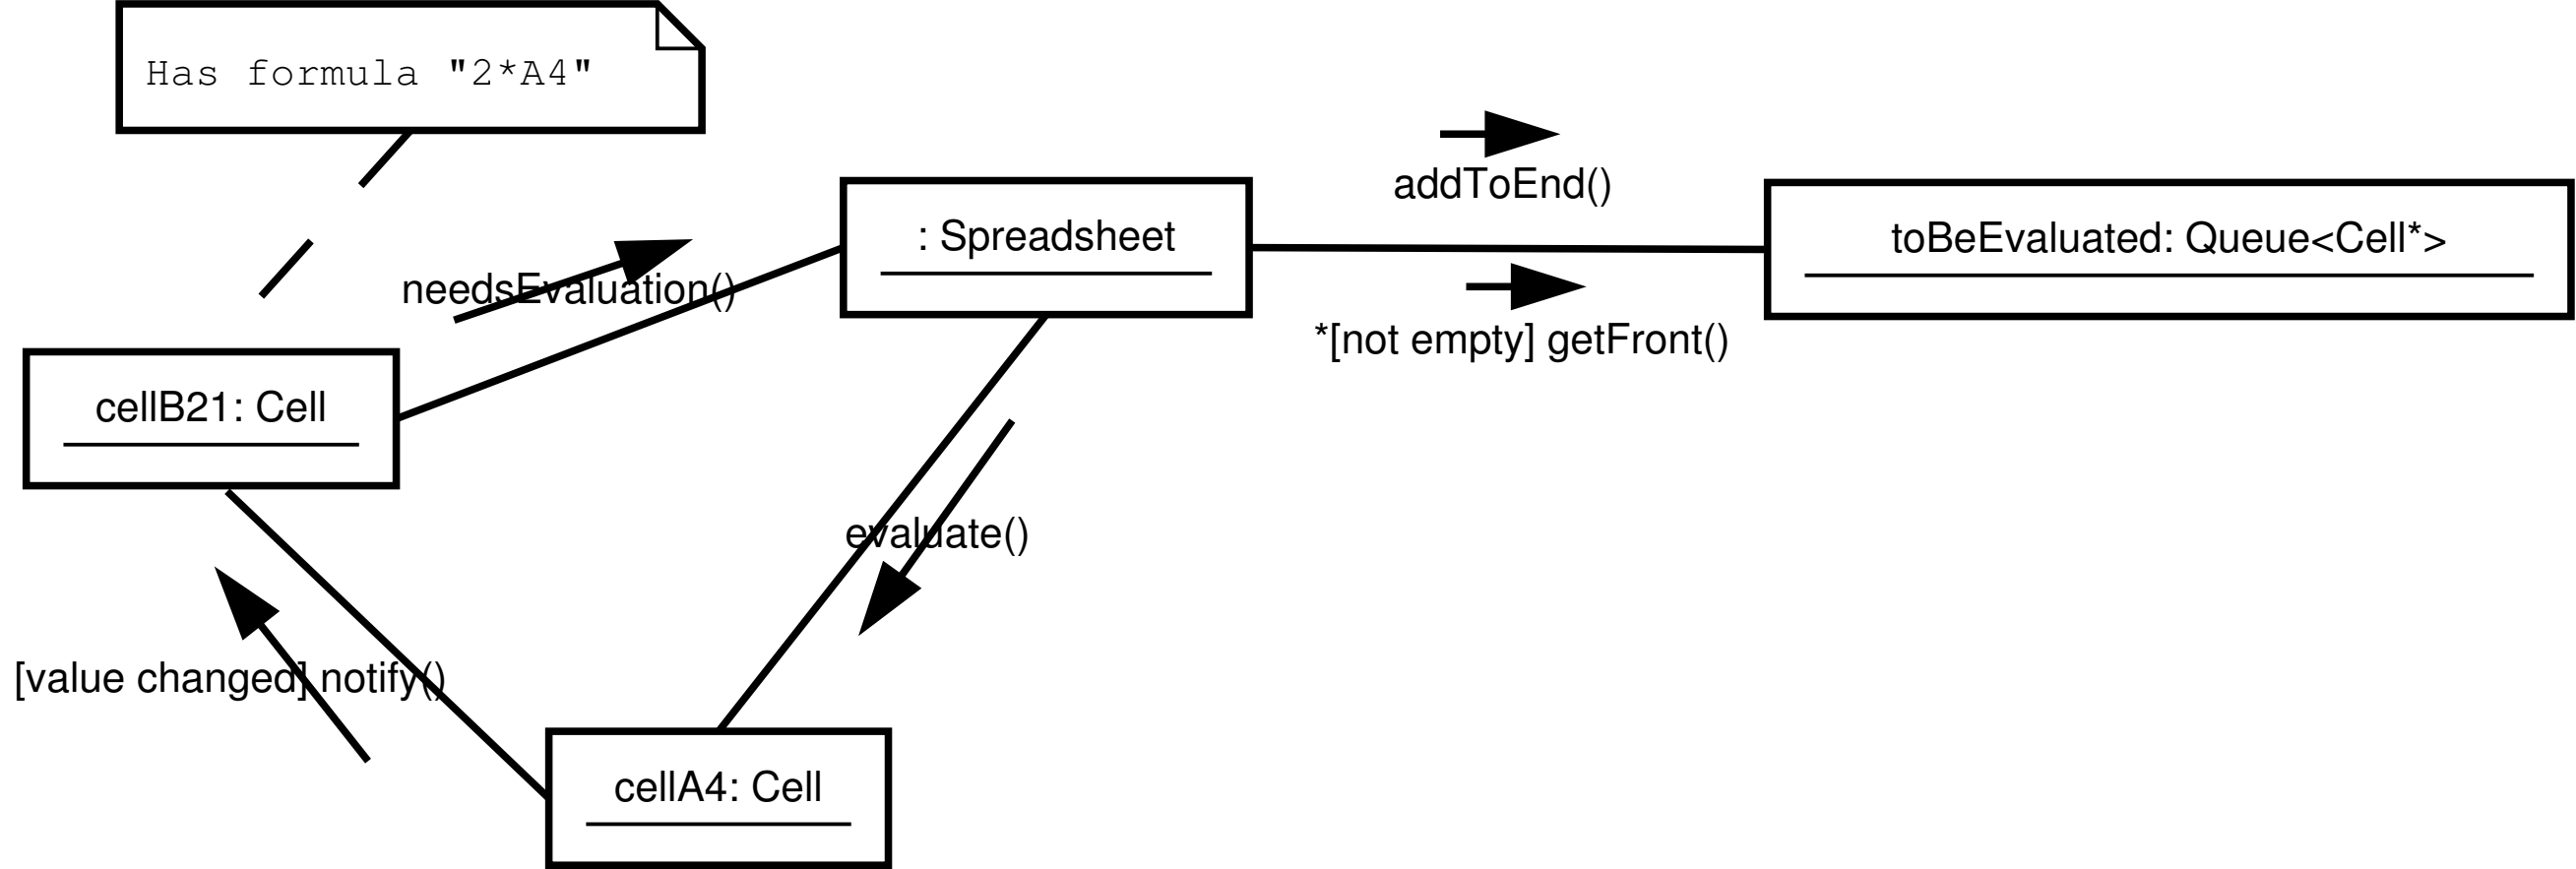 Has formula "2*A4"
addToEnd()
: Spreadsheet
toBeEvaluated: Queue<Cell*>
needsEvaluation()
*[not empty] getFront()
cellB21: Cell
evaluate()
[value changed] notify()
cellA4: Cell